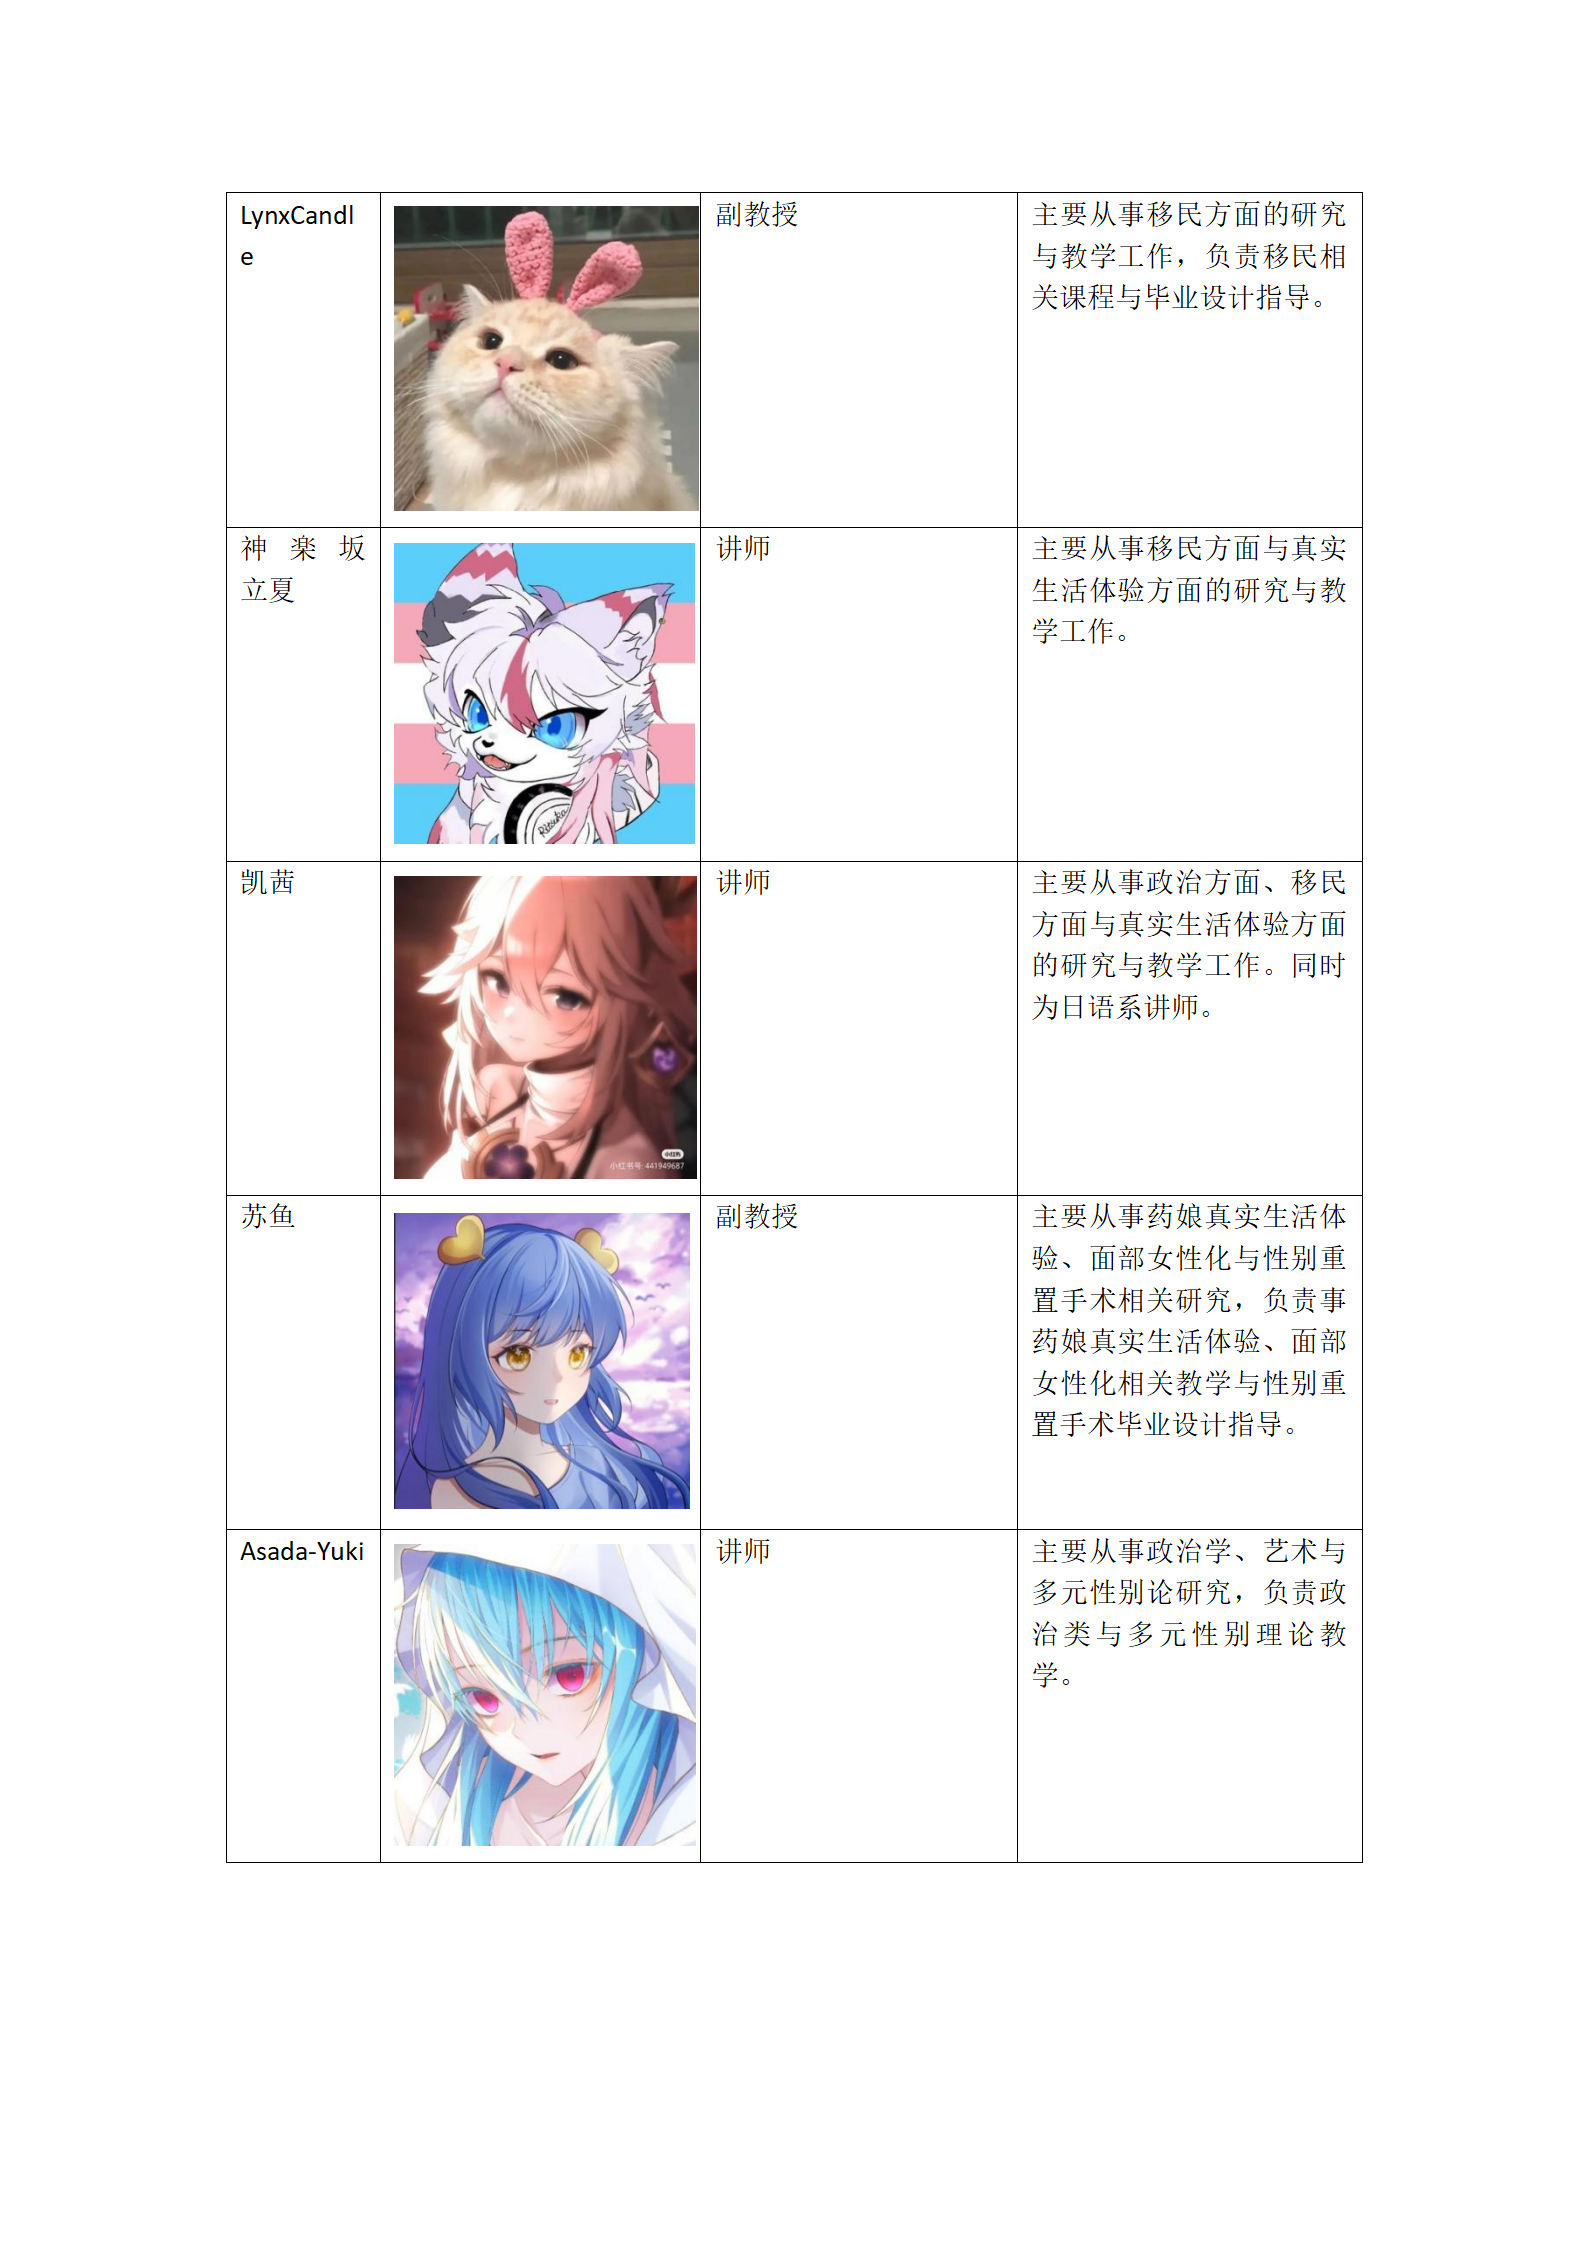 LynxCandl
e
副教授
主要从事移民方面的研究
与教学工作，负责移民相
关课程与毕业设计指导。
神楽坂
立夏
Ritsuka
讲师
主要从事移民方面与真实
生活体验方面的研究与教
学工作。
凯茜
小红书
小红书号: 441949687
讲师
主要从事政治方面、移民
方面与真实生活体验方面
的研究与教学工作。同时
为日语系讲师。
苏鱼
副教授
主要从事药娘真实生活体
验、面部女性化与性别重
置手术相关研究，负责事
药娘真实生活体验、面部
女性化相关教学与性别重
置手术毕业设计指导。
Asada-Yuki
讲师
主要从事政治学、艺术与
多元性别论研究，负责政
治类与多元性别理论教
学。